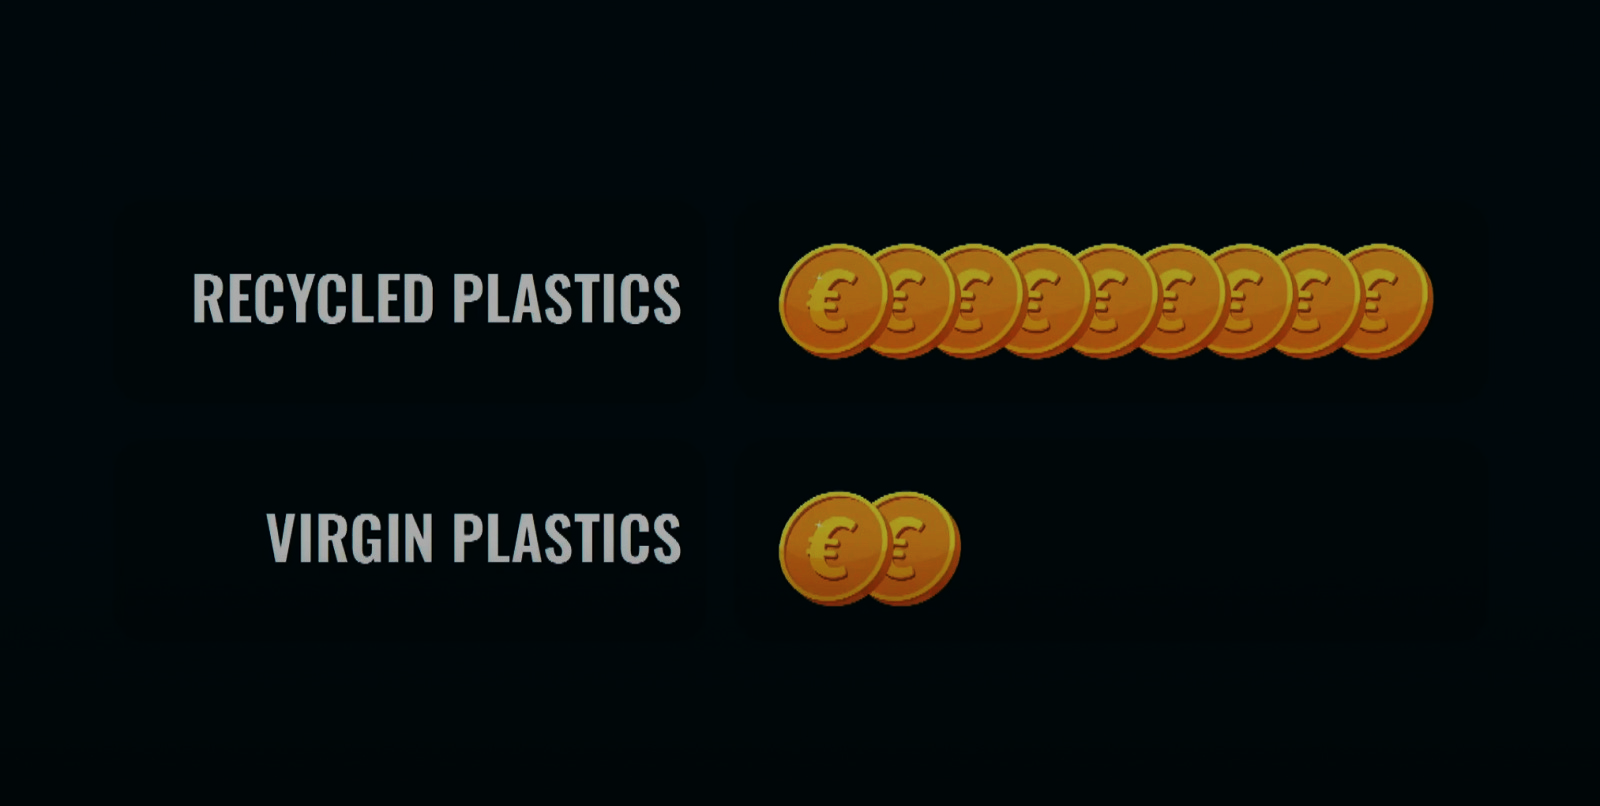 RECYCLED PLASTICS
€ € € € € € € € €
VIRGIN PLASTICS
€ €